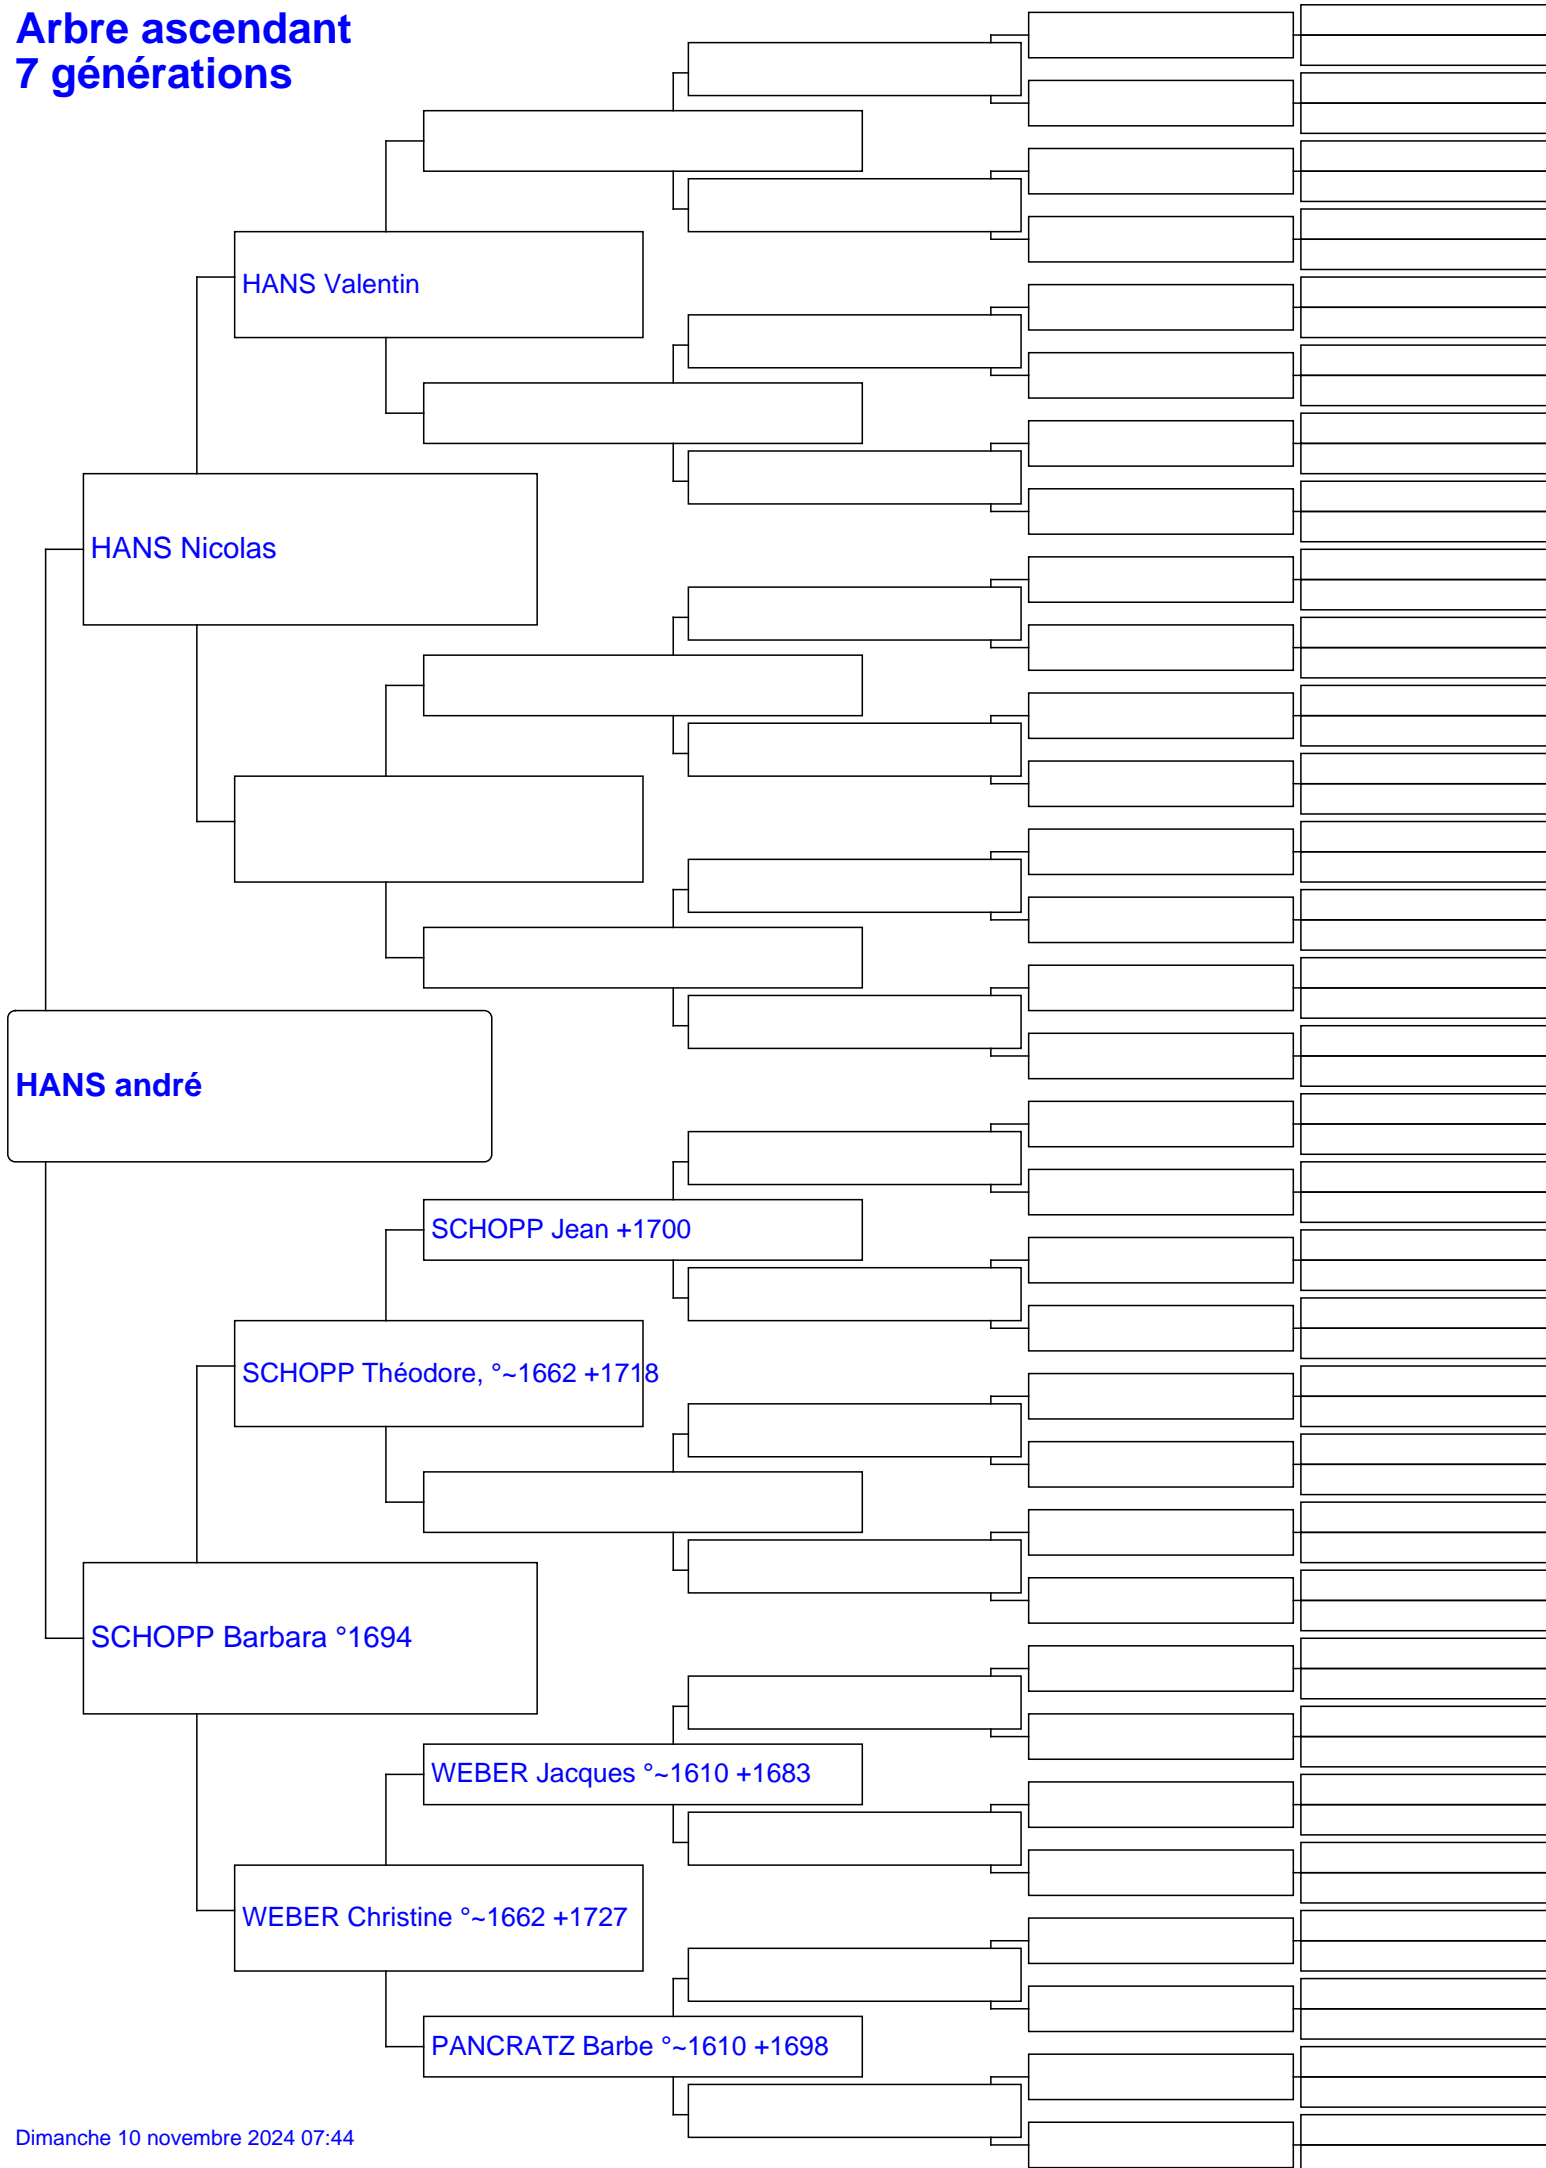 Arbre ascendant
7 générations
HANS Valentin
HANS Nicolas
HANS andré
SCHOPP Jean +1700
SCHOPP Théodore, °~1662 +1718
SCHOPP Barbara °1694
WEBER Jacques °~1610 +1683
WEBER Christine °~1662 +1727
PANCRATZ Barbe °~1610 +1698
Dimanche 10 novembre 2024 07:44